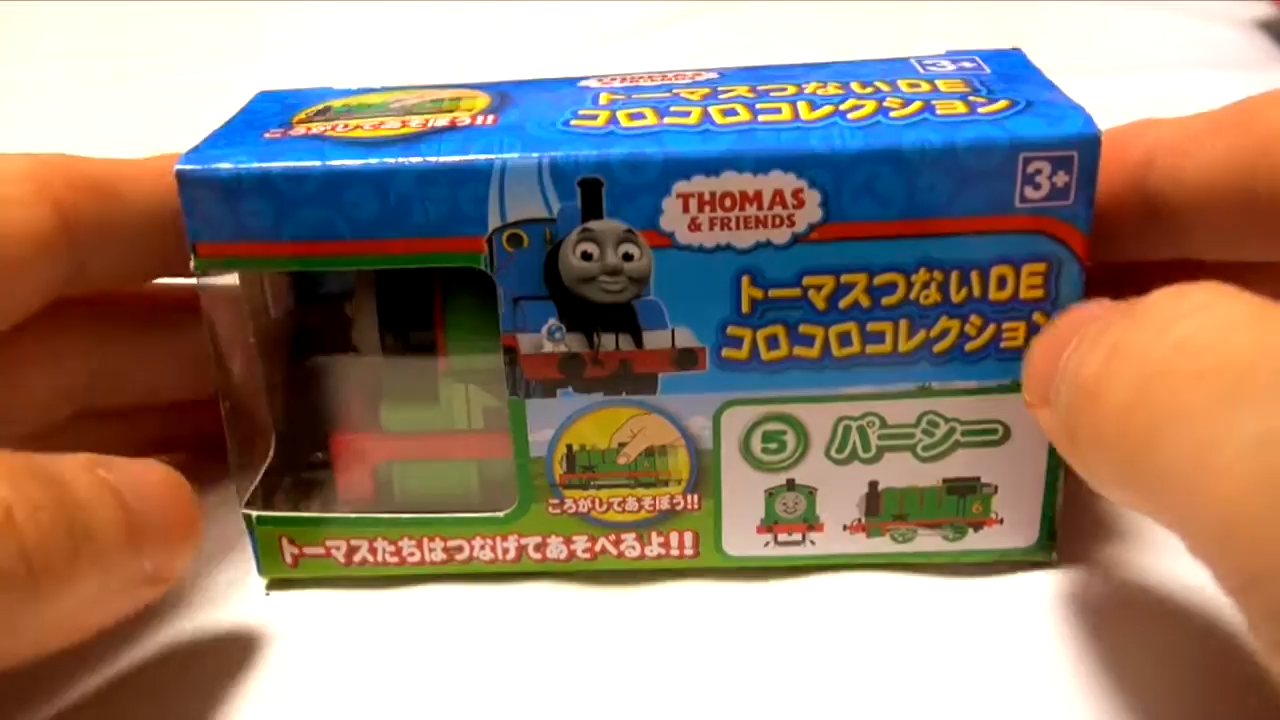 THOMAS
& FRIENDS
3+
トーマスつないDE
コロコロコレクション
ころがしてあそぼう!!
THOMAS
& FRIENDS
3+
トーマスつないDE
コロコロコレクション
⑤ パーシー
6
ころがしてあそぼう!!
トーマスたちはつなげてあそべるよ!!